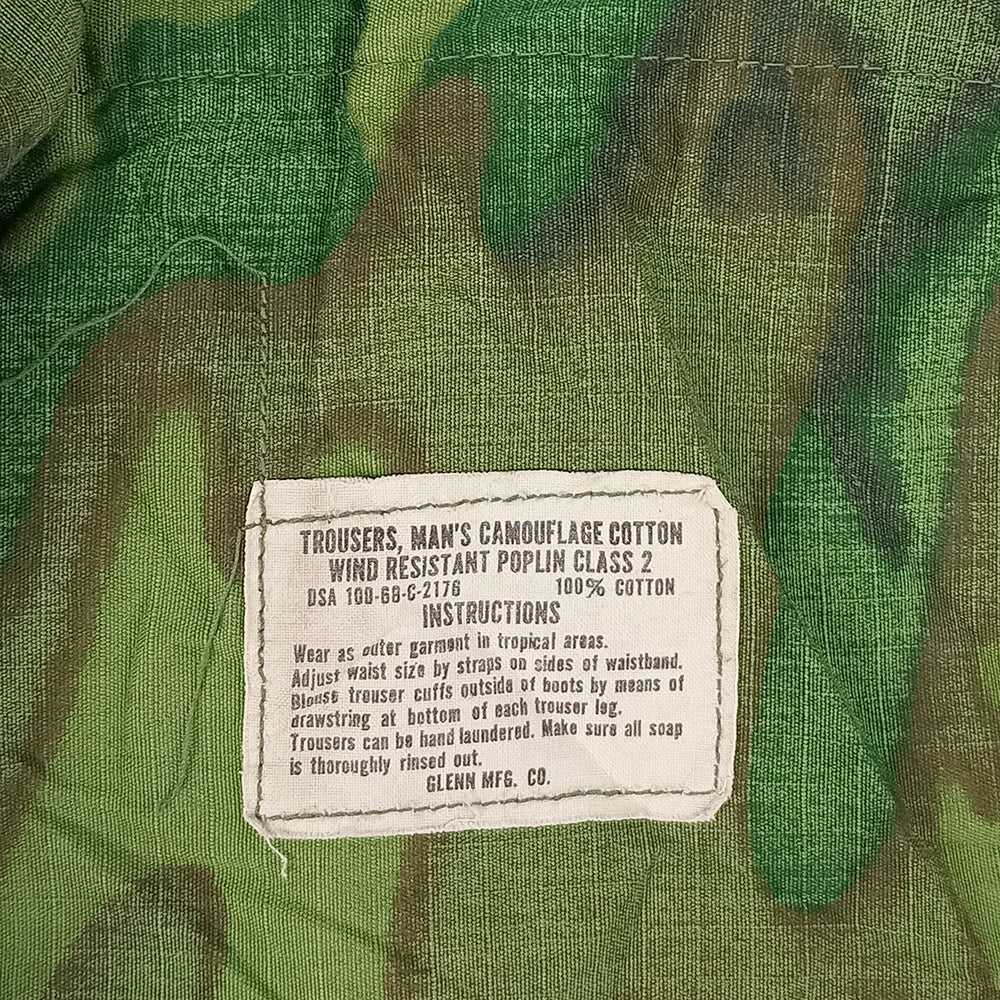 TROUSERS, MAN'S CAMOUFLAGE COTTON
WIND RESISTANT POPLIN CLASS 2
DSA 100-68-C-2176 100% COTTON
INSTRUCTIONS
Wear as outer garment in tropical areas.
Adjust waist size by straps on sides of waistband.
Blouse trouser cuffs outside of boots by means of
drawstring at bottom of each trouser leg.
Trousers can be hand laundered. Make sure all soap
is thoroughly rinsed out.
GLENN MFG. CO.